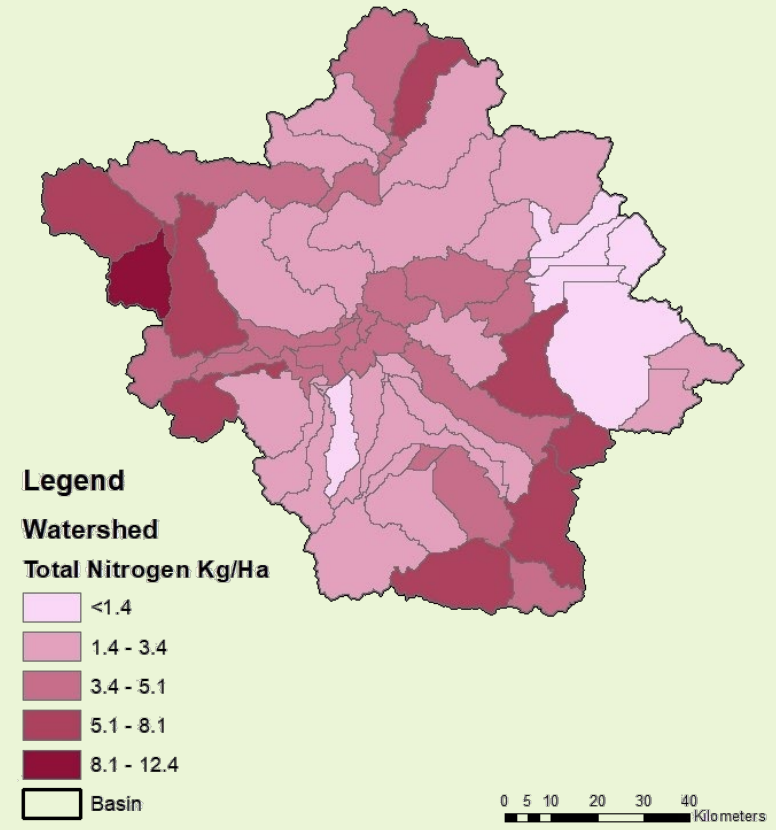 Legend
Watershed
Total Nitrogen Kg/Ha
<1.4
1.4 - 3.4
3.4 - 5.1
5.1 - 8.1
8.1 - 12.4
Basin
0 5 10 20 30 40
Kilometers